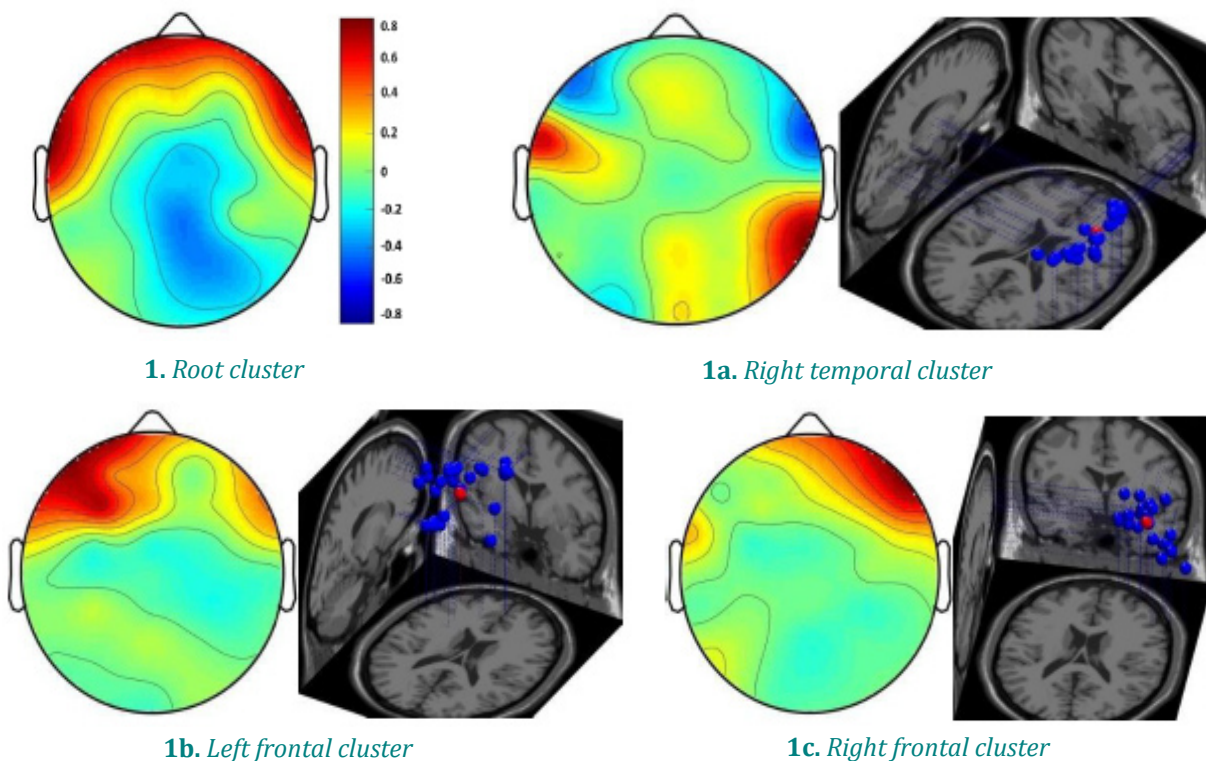 0.8
0.6
0.4
0.2
0
-0.2
-0.4
-0.6
-0.8
1. Root cluster
1a. Right temporal cluster
1b. Left frontal cluster
1c. Right frontal cluster